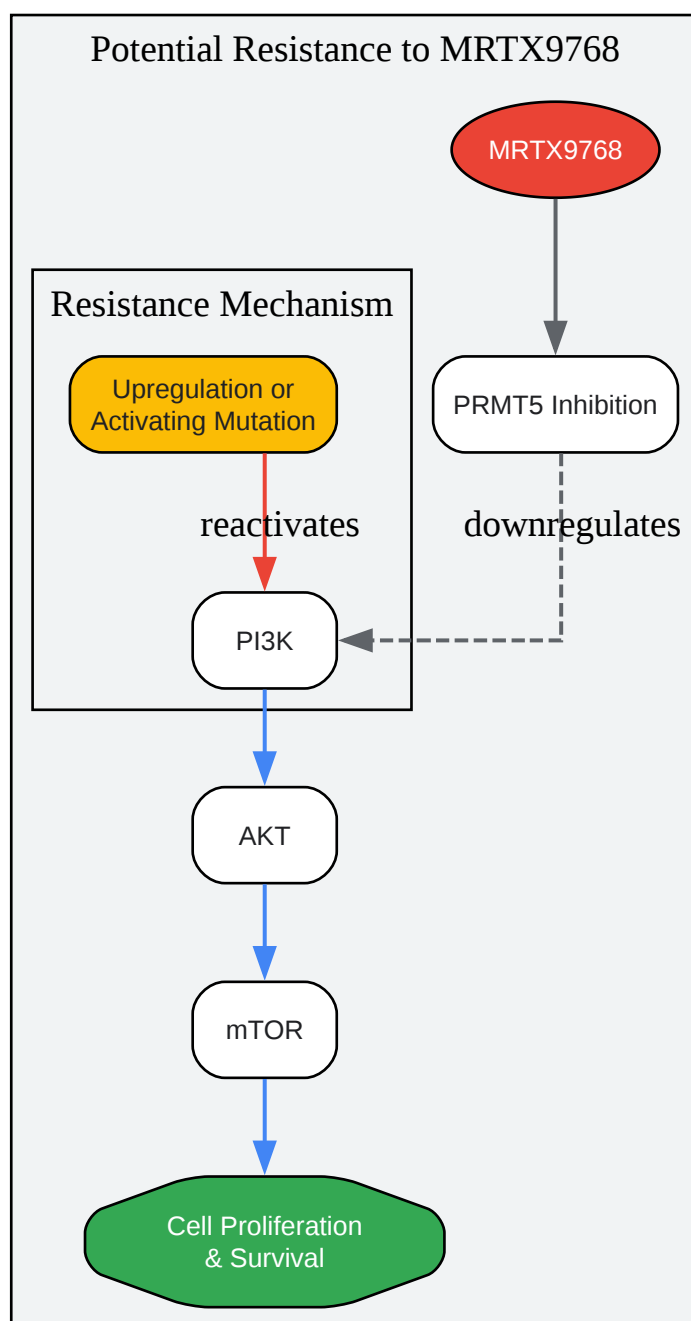 Potential Resistance to MRTX9768
MRTX9768
Resistance Mechanism
Upregulation or
Activating Mutation
PRMT5 Inhibition
reactivates
downregulates
PI3K
AKT
mTOR
Cell Proliferation
& Survival